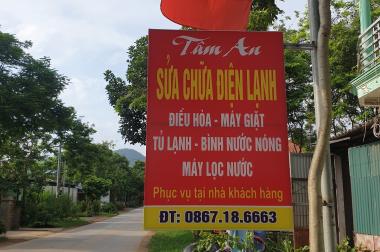 Tâm An
SỬA CHỮA ĐIỆN LẠNH
ĐIỀU HÒA - MÁY GIẶT
TỦ LẠNH - BÌNH NƯỚC NÓNG
MÁY LỌC NƯỚC
Phục vụ tại nhà khách hàng
ĐT: 0867.18.6663